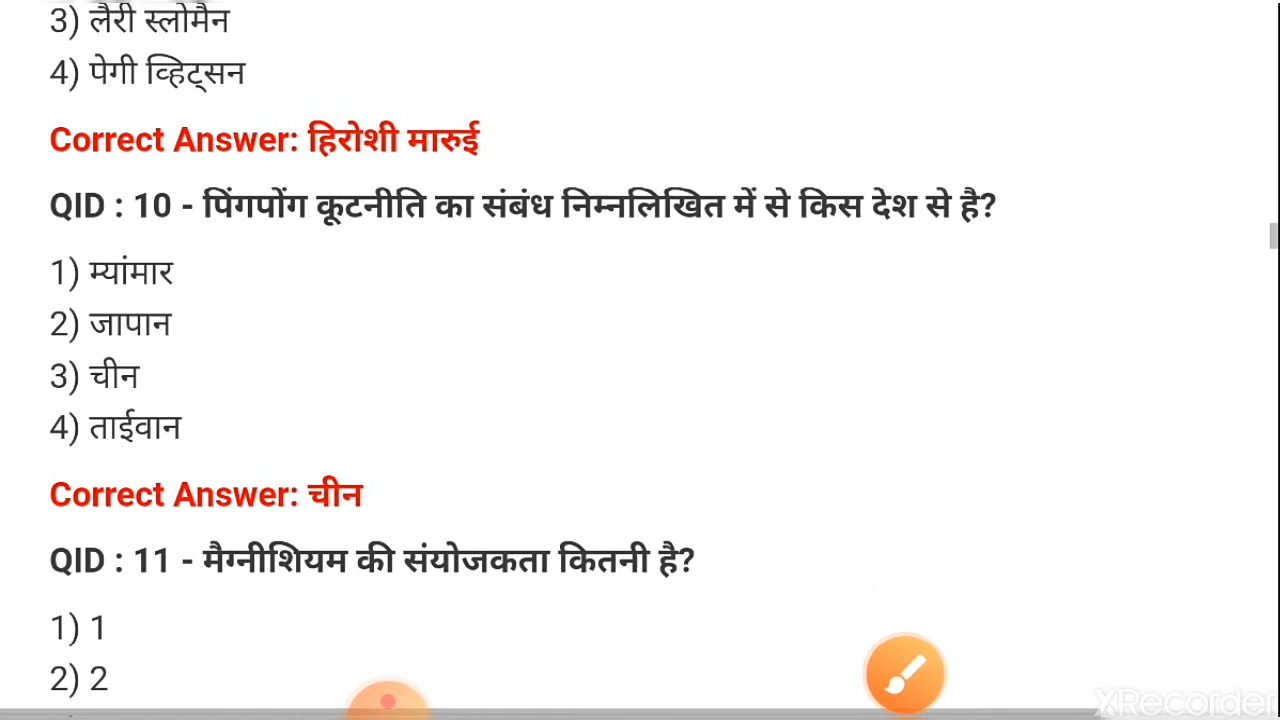 3) लैरी स्लोमैन
4) पेगी व्हिट्सन
Correct Answer: हिरोशी मारुई
QID : 10 - पिंगपोंग कूटनीति का संबंध निम्नलिखित में से किस देश से है?
1) म्यांमार
2) जापान
3) चीन
4) ताईवान
Correct Answer: चीन
QID : 11 - मैग्नीशियम की संयोजकता कितनी है?
1) 1
2) 2
XRecorder